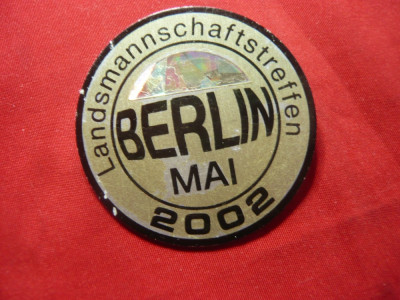 Landsmannschaftstreffen
BERLIN
MAI
2002